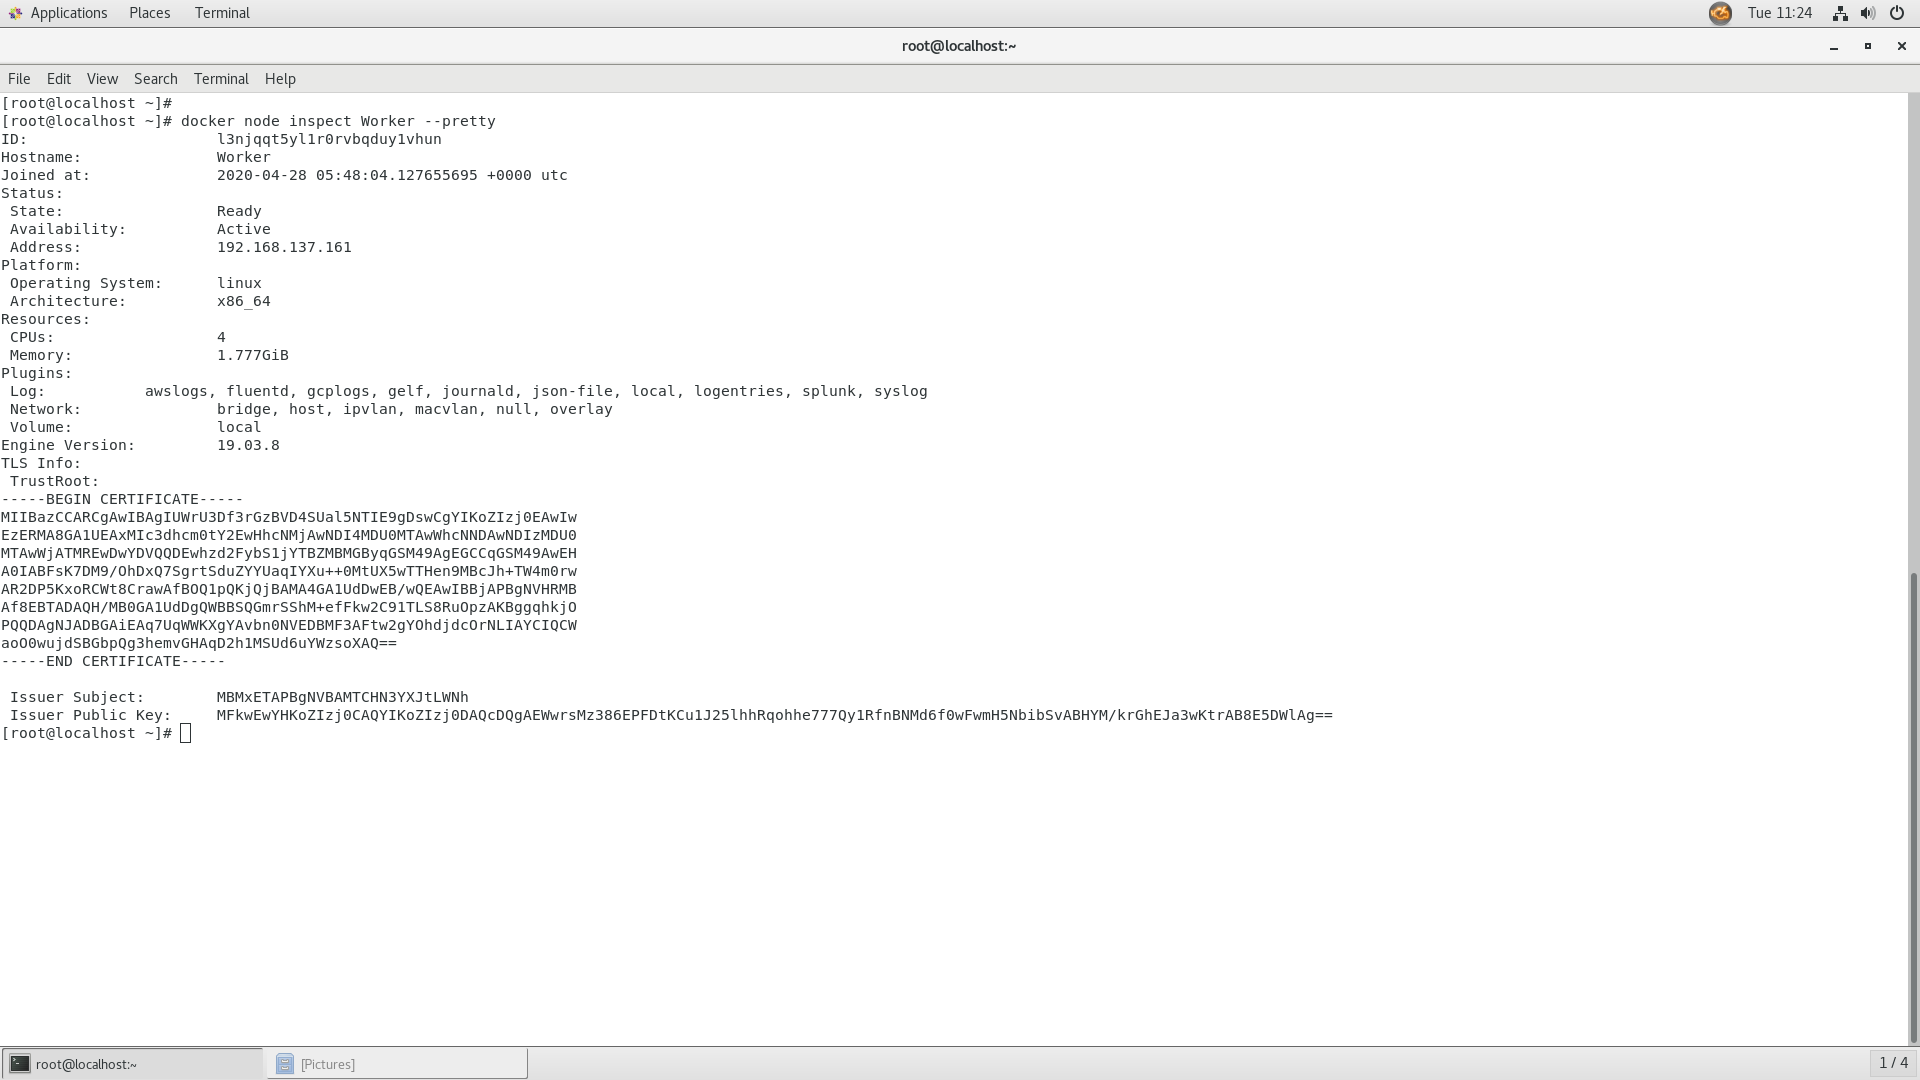 Applications Places Terminal Tue 11:24
root@localhost:~
File Edit View Search Terminal Help
[root@localhost ~]#
[root@localhost ~]# docker node inspect Worker --pretty
ID: l3njqqt5yl1r0rvbqduy1vhun
Hostname: Worker
Joined at: 2020-04-28 05:48:04.127655695 +0000 utc
Status:
State: Ready
Availability: Active
Address: 192.168.137.161
Platform:
Operating System: linux
Architecture: x86_64
Resources:
CPUs: 4
Memory: 1.777GiB
Plugins:
Log: awslogs, fluentd, gcplogs, gelf, journald, json-file, local, logentries, splunk, syslog
Network: bridge, host, ipvlan, macvlan, null, overlay
Volume: local
Engine Version: 19.03.8
TLS Info:
TrustRoot:
-----BEGIN CERTIFICATE-----
MIIBazCCARCgAwIBAgIUWrU3Df3rGzBVD4SUal5NTIE9gDswCgYIKoZIzj0EAwIw
EzERMA8GA1UEAxMIc3dhcm0tY2EwHhcNMjAwNDI4MDU0MTAwWhcNNDAwNDIzMDU0
MTAwWjATMREwDwYDVQQDEwhzd2FybS1jYTBZMBMGByqGSM49AgEGCCqGSM49AwEH
A0IABFsK7DM9/OhDxQ7SgrtSduZYYUaqIYXu++0MtUX5wTTHen9MBcJh+TW4m0rw
AR2DP5KxoRCWt8CrawAfBOQ1pQKjQjBAMA4GA1UdDwEB/wQEAwIBBjAPBgNVHRMB
Af8EBTADAQH/MB0GA1UdDgQWBBSQGmrSShM+efFkw2C91TLS8RuOpzAKBggqhkjO
PQQDAgNJADBGAiEAq7UqWWKXgYAvbn0NVEDBMF3AFtw2gYOhdjdcOrNLIAYCIQCW
aoO0wujdSBGbpQg3hemvGHAqD2h1MSUd6uYWzsoXAQ==
-----END CERTIFICATE-----
Issuer Subject: MBMxETAPBgNVBAMTCHN3YXJtLWNh
Issuer Public Key: MFkwEwYHKoZIzj0CAQYIKoZIzj0DAQcDQgAEWwrsMz386EPFDtKCu1J25lhhRqohhe777Qy1RfnBNMd6f0wFwmH5NbibSvABHYM/krGhEJa3wKtrAB8E5DWlAg==
[root@localhost ~]#
root@localhost:~ [Pictures] 1 / 4